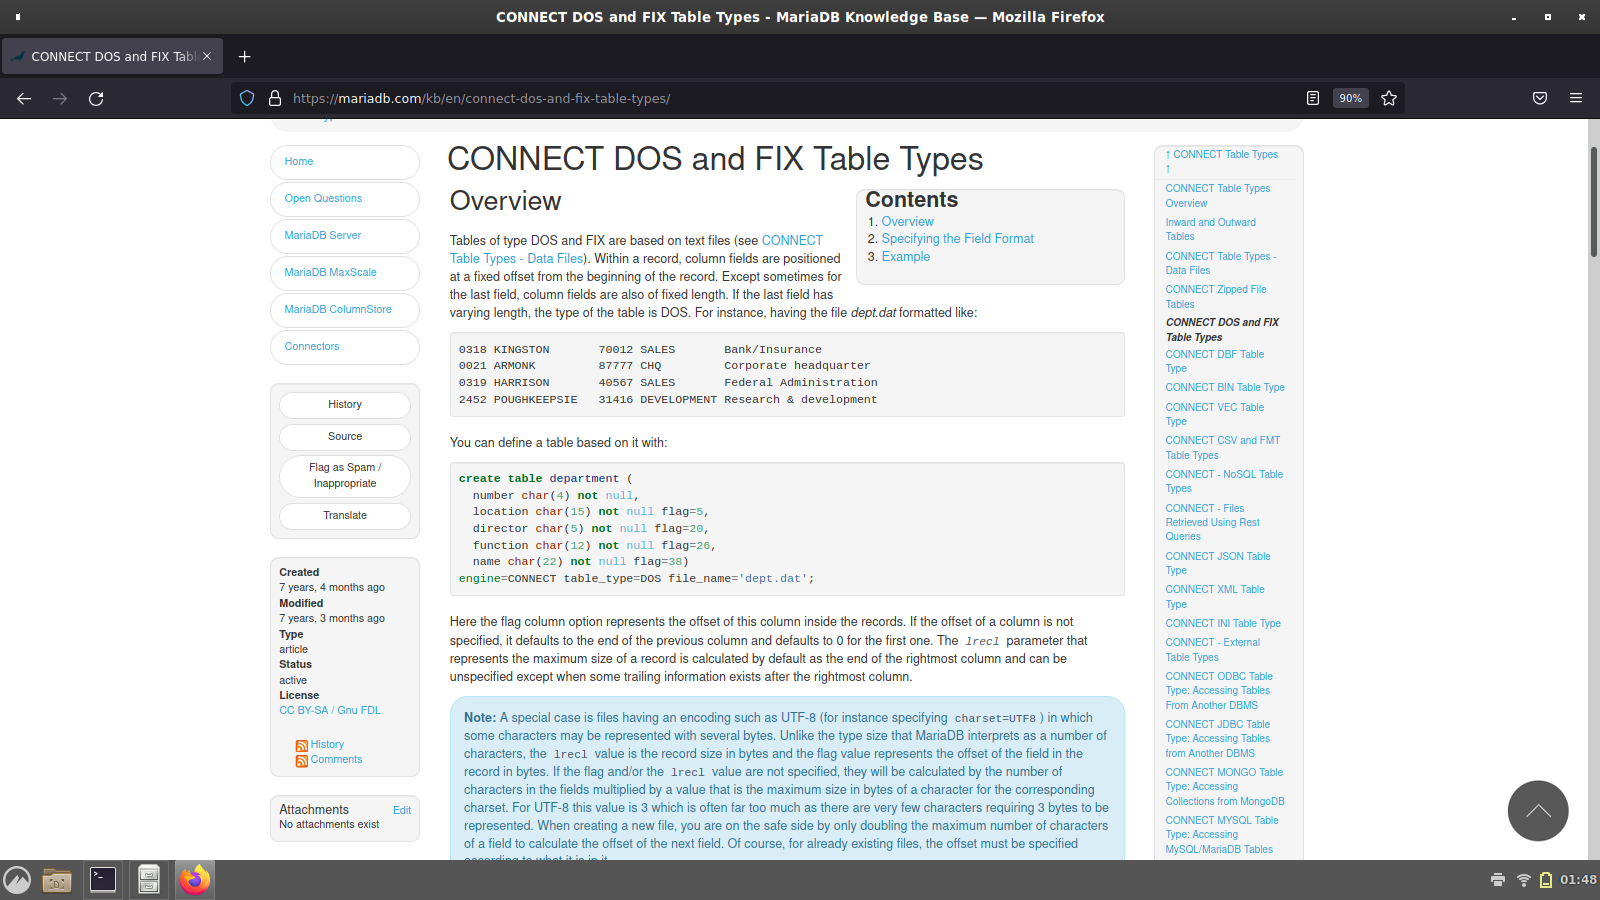 CONNECT DOS and FIX Table Types - MariaDB Knowledge Base — Mozilla Firefox
CONNECT DOS and FIX Tabl
https://mariadb.com/kb/en/connect-dos-and-fix-table-types/
90%
Home
Open Questions
MariaDB Server
MariaDB MaxScale
MariaDB ColumnStore
Connectors
History
Source
Flag as Spam /
Inappropriate
Translate
Created
7 years, 4 months ago
Modified
7 years, 3 months ago
Type
article
Status
active
License
CC BY-SA / Gnu FDL
History
Comments
Attachments Edit
No attachments exist
CONNECT DOS and FIX Table Types
Overview
Contents
1. Overview
2. Specifying the Field Format
3. Example
Tables of type DOS and FIX are based on text files (see CONNECT
Table Types - Data Files). Within a record, column fields are positioned
at a fixed offset from the beginning of the record. Except sometimes for
the last field, column fields are also of fixed length. If the last field has
varying length, the type of the table is DOS. For instance, having the file dept.dat formatted like:
0318 KINGSTON       70012 SALES       Bank/Insurance
0021 ARMONK         87777 CHQ         Corporate headquarter
0319 HARRISON       40567 SALES       Federal Administration
2452 POUGHKEEPSIE   31416 DEVELOPMENT Research & development
You can define a table based on it with:
create table department (
  number char(4) not null,
  location char(15) not null flag=5,
  director char(5) not null flag=20,
  function char(12) not null flag=26,
  name char(22) not null flag=38)
engine=CONNECT table_type=DOS file_name='dept.dat';
Here the flag column option represents the offset of this column inside the records. If the offset of a column is not
specified, it defaults to the end of the previous column and defaults to 0 for the first one. The lrecl parameter that
represents the maximum size of a record is calculated by default as the end of the rightmost column and can be
unspecified except when some trailing information exists after the rightmost column.
Note: A special case is files having an encoding such as UTF-8 (for instance specifying charset=UTF8 ) in which
some characters may be represented with several bytes. Unlike the type size that MariaDB interprets as a number of
characters, the lrecl value is the record size in bytes and the flag value represents the offset of the field in the
record in bytes. If the flag and/or the lrecl value are not specified, they will be calculated by the number of
characters in the fields multiplied by a value that is the maximum size in bytes of a character for the corresponding
charset. For UTF-8 this value is 3 which is often far too much as there are very few characters requiring 3 bytes to be
represented. When creating a new file, you are on the safe side by only doubling the maximum number of characters
of a field to calculate the offset of the next field. Of course, for already existing files, the offset must be specified
according to what it is in it.
↑ CONNECT Table Types
↑
CONNECT Table Types
Overview
Inward and Outward
Tables
CONNECT Table Types -
Data Files
CONNECT Zipped File
Tables
CONNECT DOS and FIX
Table Types
CONNECT DBF Table
Type
CONNECT BIN Table Type
CONNECT VEC Table
Type
CONNECT CSV and FMT
Table Types
CONNECT - NoSQL Table
Types
CONNECT - Files
Retrieved Using Rest
Queries
CONNECT JSON Table
Type
CONNECT XML Table
Type
CONNECT INI Table Type
CONNECT - External
Table Types
CONNECT ODBC Table
Type: Accessing Tables
From Another DBMS
CONNECT JDBC Table
Type: Accessing Tables
from Another DBMS
CONNECT MONGO Table
Type: Accessing
Collections from MongoDB
CONNECT MYSQL Table
Type: Accessing
MySQL/MariaDB Tables
01:48